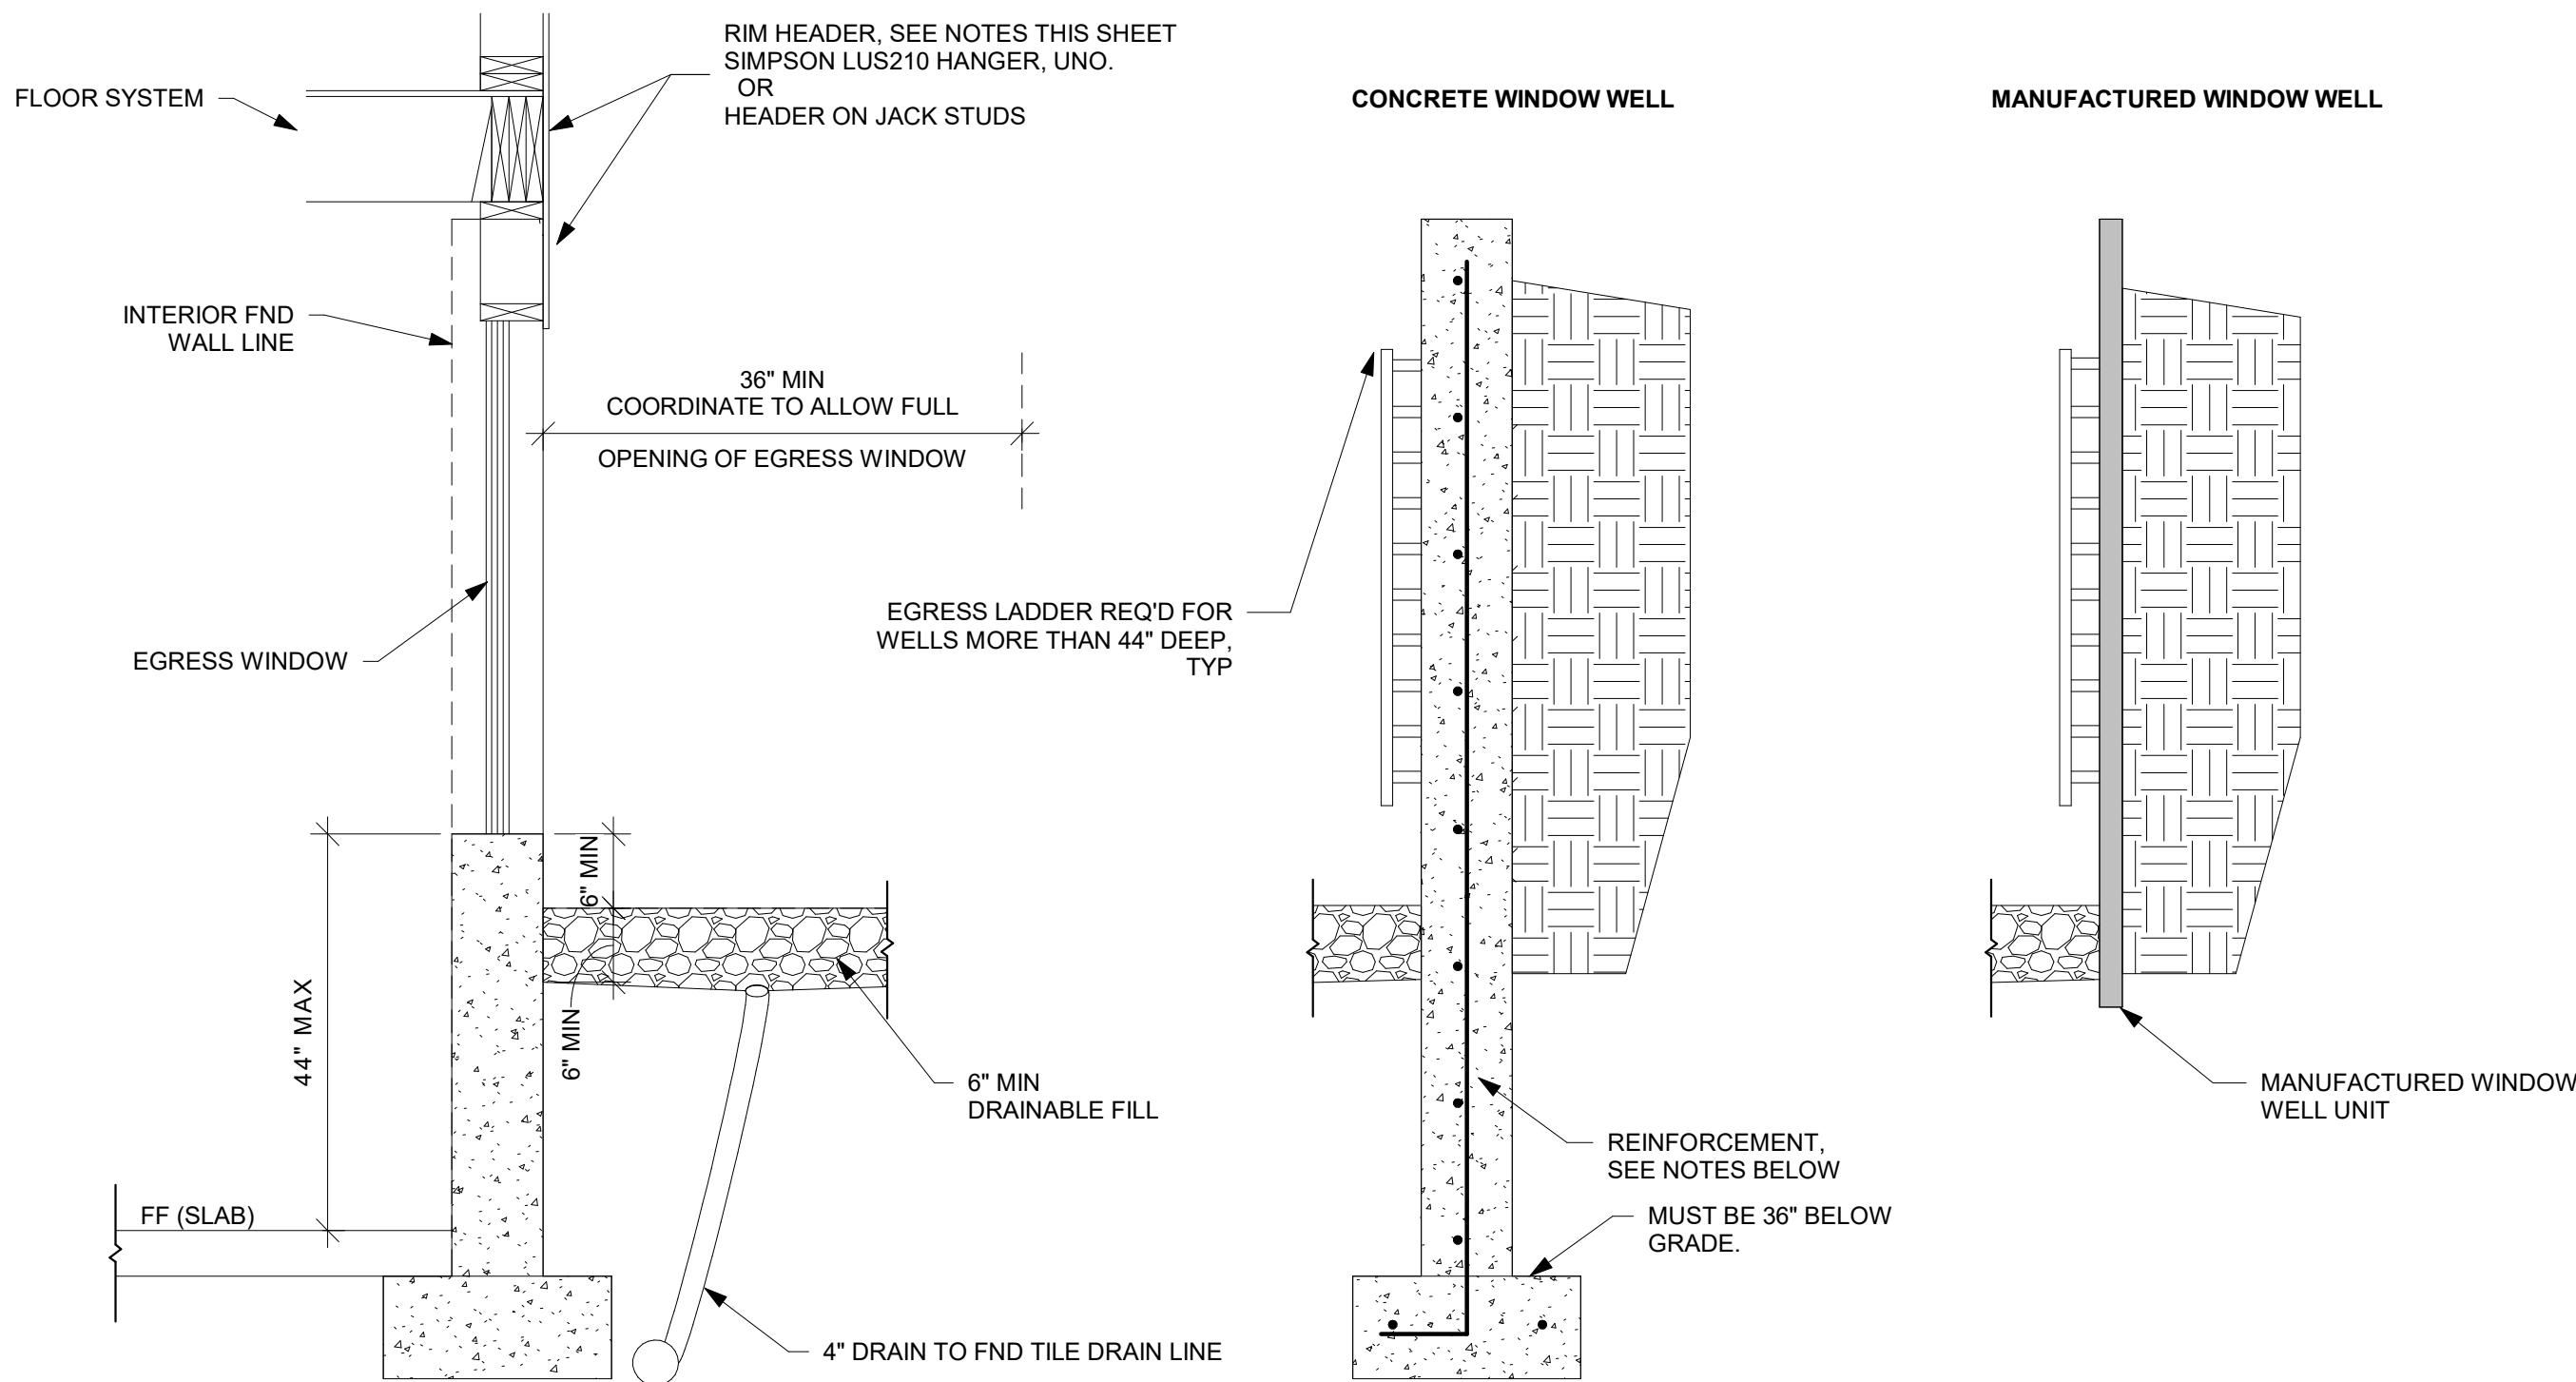 RIM HEADER, SEE NOTES THIS SHEET
SIMPSON LUS210 HANGER, UNO.
OR
HEADER ON JACK STUDS
FLOOR SYSTEM
CONCRETE WINDOW WELL
MANUFACTURED WINDOW WELL
INTERIOR FND
WALL LINE
36" MIN
COORDINATE TO ALLOW FULL
OPENING OF EGRESS WINDOW
EGRESS LADDER REQ'D FOR
WELLS MORE THAN 44" DEEP,
TYP
EGRESS WINDOW
6" MIN
44" MAX
6" MIN
6" MIN
DRAINABLE FILL
MANUFACTURED WINDOW
WELL UNIT
REINFORCEMENT,
SEE NOTES BELOW
FF (SLAB)
MUST BE 36" BELOW
GRADE.
4" DRAIN TO FND TILE DRAIN LINE